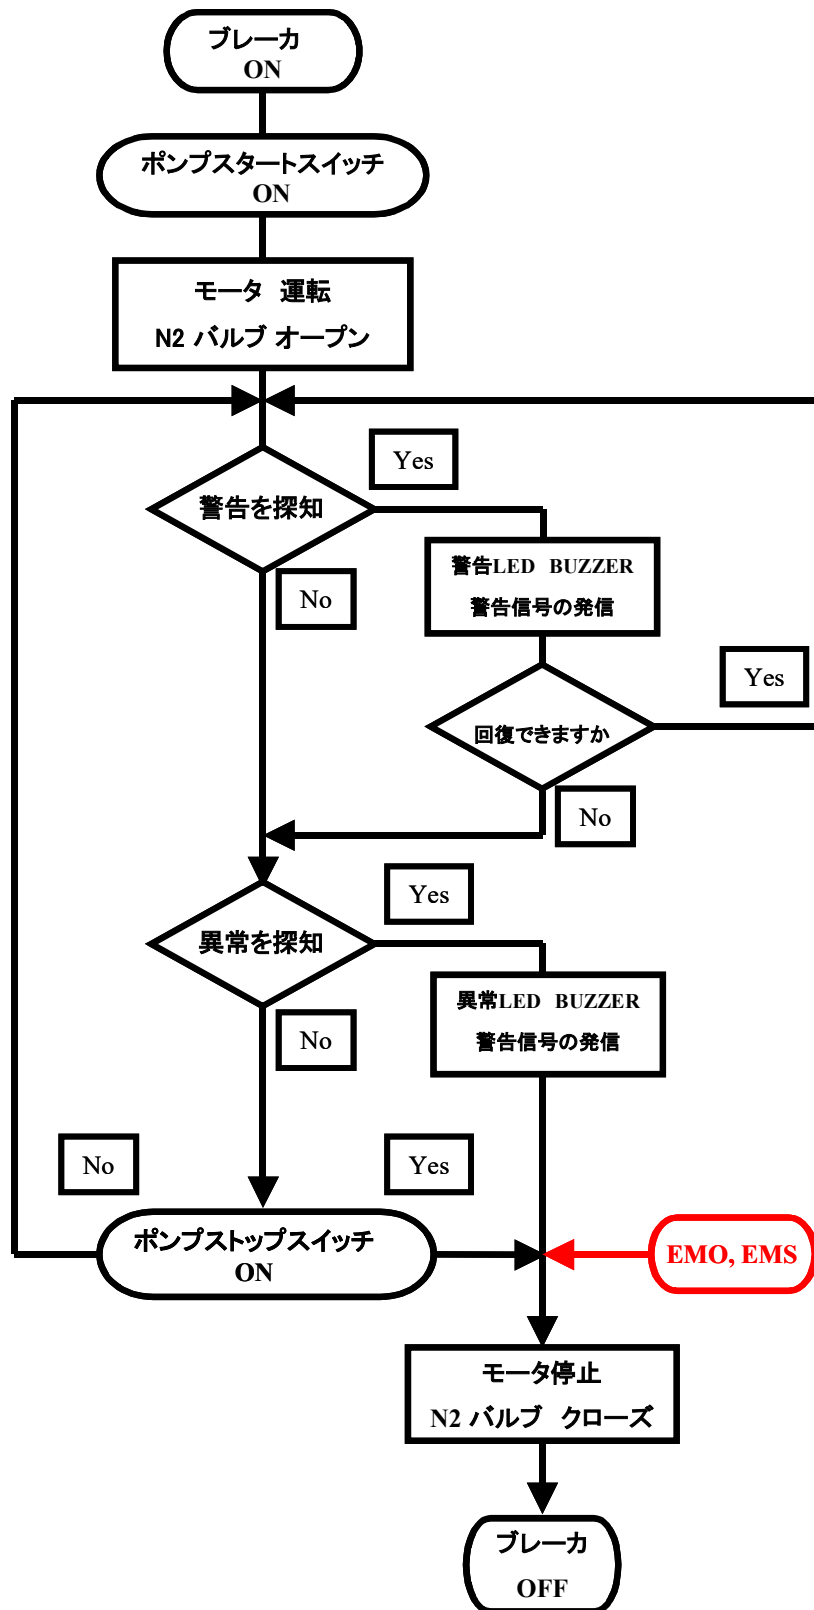 ブレーカ
ON
ポンプスタートスイッチ
ON
モータ 運転
N2 バルブ オープン
Yes
警告を探知
警告LED BUZZER
警告信号の発信
No
Yes
回復できますか
No
Yes
異常を探知
異常LED BUZZER
警告信号の発信
No
No
Yes
ポンプストップスイッチ
ON
EMO, EMS
モータ停止
N2 バルブ クローズ
ブレーカ
OFF